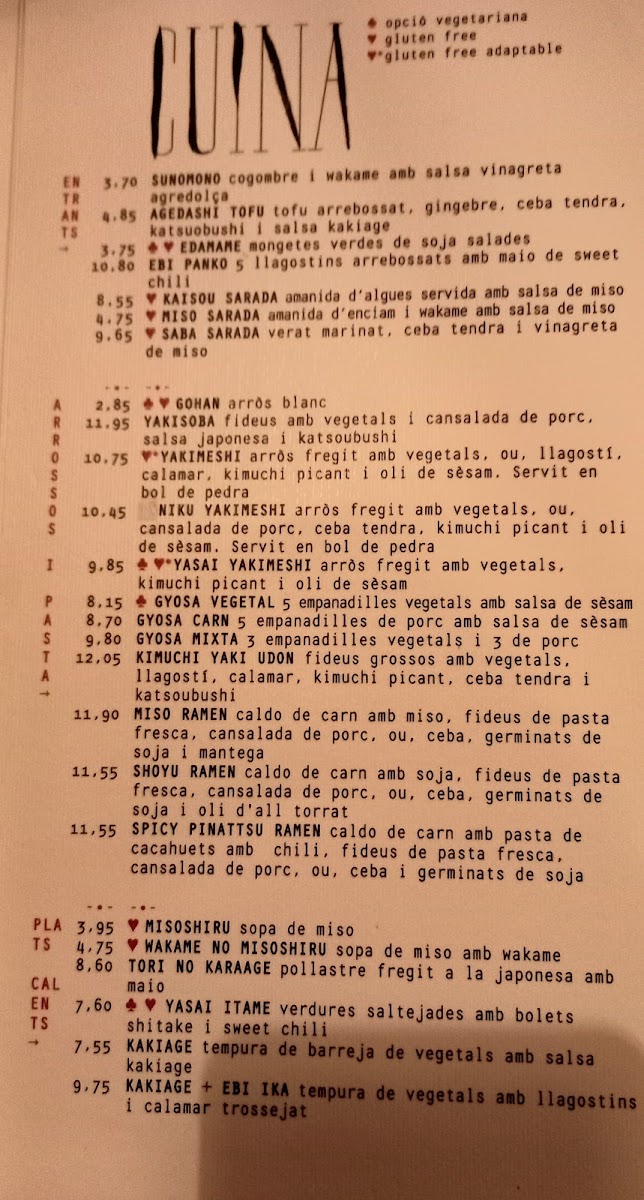 CUINA
♠ opció vegetariana
♥ gluten free
♥*gluten free adaptable
ENTRANTS →
3.70 SUNOMONO cogombre i wakame amb salsa vinagreta
agredolça
4.85 AGEDASHI TOFU tofu arrebossat, gingebre, ceba tendra,
katsuobushi i salsa kakiage
3.75 ♠ ♥ EDAMAME mongetes verdes de soja salades
10.80 EBI PANKO 5 llagostins arrebossats amb maio de sweet
chili
8.55 ♥ KAISOU SARADA amanida d'algues servida amb salsa de miso
4.75 ♥ MISO SARADA amanida d'enciam i wakame amb salsa de miso
9.65 ♥ SABA SARADA verat marinat, ceba tendra i vinagreta
de miso
ARROSSOS I PASTA →
2.85 ♠ ♥ GOHAN arròs blanc
11.95 YAKISOBA fideus amb vegetals i cansalada de porc,
salsa japonesa i katsoubushi
10.75 ♥*YAKIMESHI arròs fregit amb vegetals, ou, llagostí,
calamar, kimuchi picant i oli de sèsam. Servit en
bol de pedra
10,45 NIKU YAKIMESHI arròs fregit amb vegetals, ou,
cansalada de porc, ceba tendra, kimuchi picant i oli
de sèsam. Servit en bol de pedra
9,85 ♠ ♥*YASAI YAKIMESHI arròs fregit amb vegetals,
kimuchi picant i oli de sèsam
8,15 ♠ GYOSA VEGETAL 5 empanadilles vegetals amb salsa de sèsam
8,70 GYOSA CARN 5 empanadilles de porc amb salsa de sèsam
9,80 GYOSA MIXTA 3 empanadilles vegetals i 3 de porc
12,05 KIMUCHI YAKI UDON fideus grossos amb vegetals,
llagostí, calamar, kimuchi picant, ceba tendra i
katsoubushi
11,90 MISO RAMEN caldo de carn amb miso, fideus de pasta
fresca, cansalada de porc, ou, ceba, germinats de
soja i mantega
11,55 SHOYU RAMEN caldo de carn amb soja, fideus de pasta
fresca, cansalada de porc, ou, ceba, germinats de
soja i oli d'all torrat
11,55 SPICY PINATTSU RAMEN caldo de carn amb pasta de
cacahuets amb chili, fideus de pasta fresca,
cansalada de porc, ou, ceba i germinats de soja
PLATS CALENTS →
3,95 ♥ MISOSHIRU sopa de miso
4,75 ♥ WAKAME NO MISOSHIRU sopa de miso amb wakame
8,60 TORI NO KARAAGE pollastre fregit a la japonesa amb
maio
7,60 ♠ ♥ YASAI ITAME verdures saltejades amb bolets
shitake i sweet chili
7,55 KAKIAGE tempura de barreja de vegetals amb salsa
kakiage
9,75 KAKIAGE + EBI IKA tempura de vegetals amb llagostins
i calamar trossejat